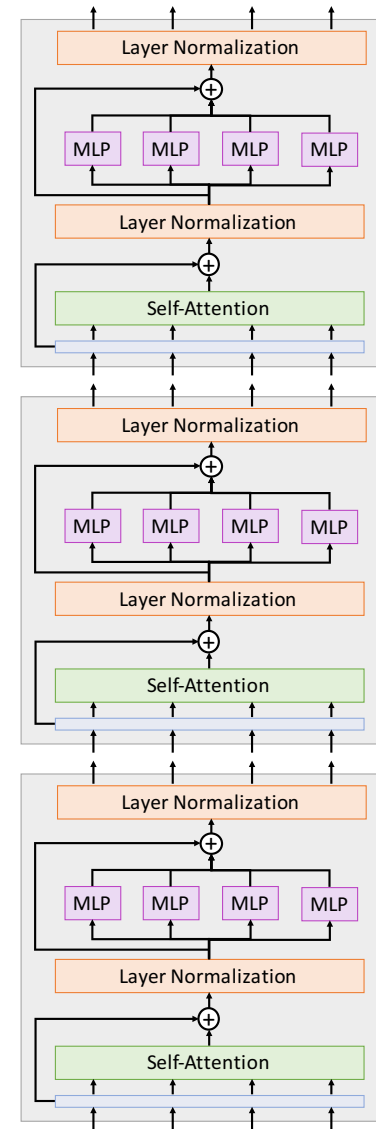 Layer Normalization
+
MLP MLP MLP MLP
Layer Normalization
+
Self-Attention
Layer Normalization
+
MLP MLP MLP MLP
Layer Normalization
+
Self-Attention
Layer Normalization
+
MLP MLP MLP MLP
Layer Normalization
+
Self-Attention